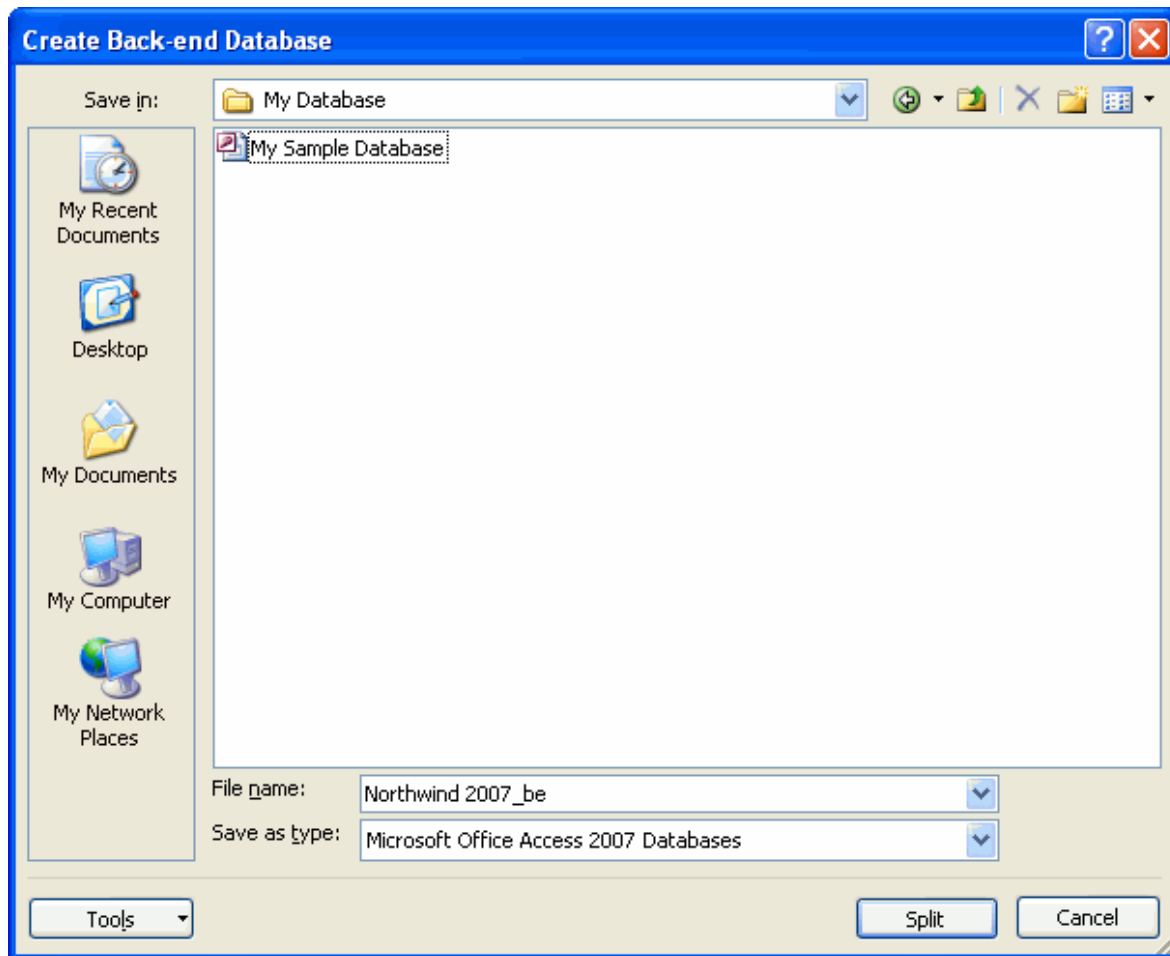 Create Back-end Database
Save in:
My Database
My Sample Database
My Recent
Documents
Desktop
My Documents
My Computer
My Network
Places
File name:
Northwind 2007_be
Save as type:
Microsoft Office Access 2007 Databases
Tools
Split
Cancel